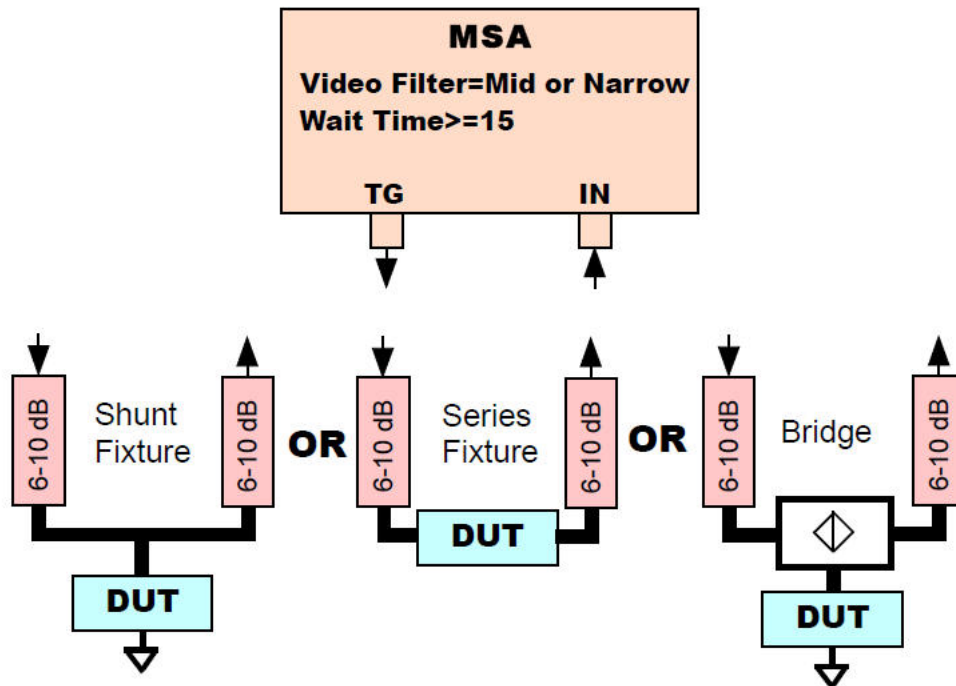 MSA
Video Filter=Mid or Narrow
Wait Time>=15
TG
IN
6-10 dB
Shunt
Fixture
6-10 dB
OR
6-10 dB
Series
Fixture
6-10 dB
OR
6-10 dB
Bridge
6-10 dB
DUT
DUT
DUT